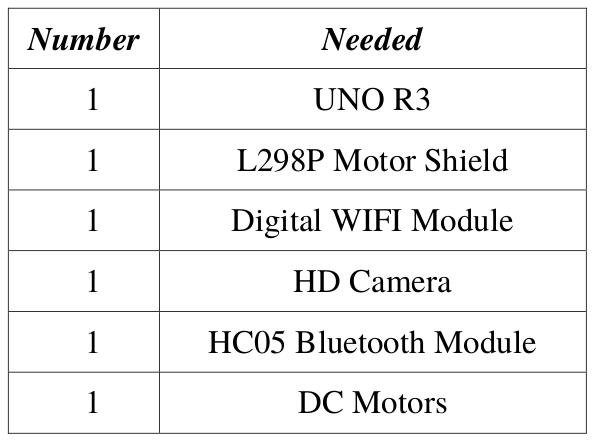 Number Needed
1 UNO R3
1 L298P Motor Shield
1 Digital WIFI Module
1 HD Camera
1 HC05 Bluetooth Module
1 DC Motors